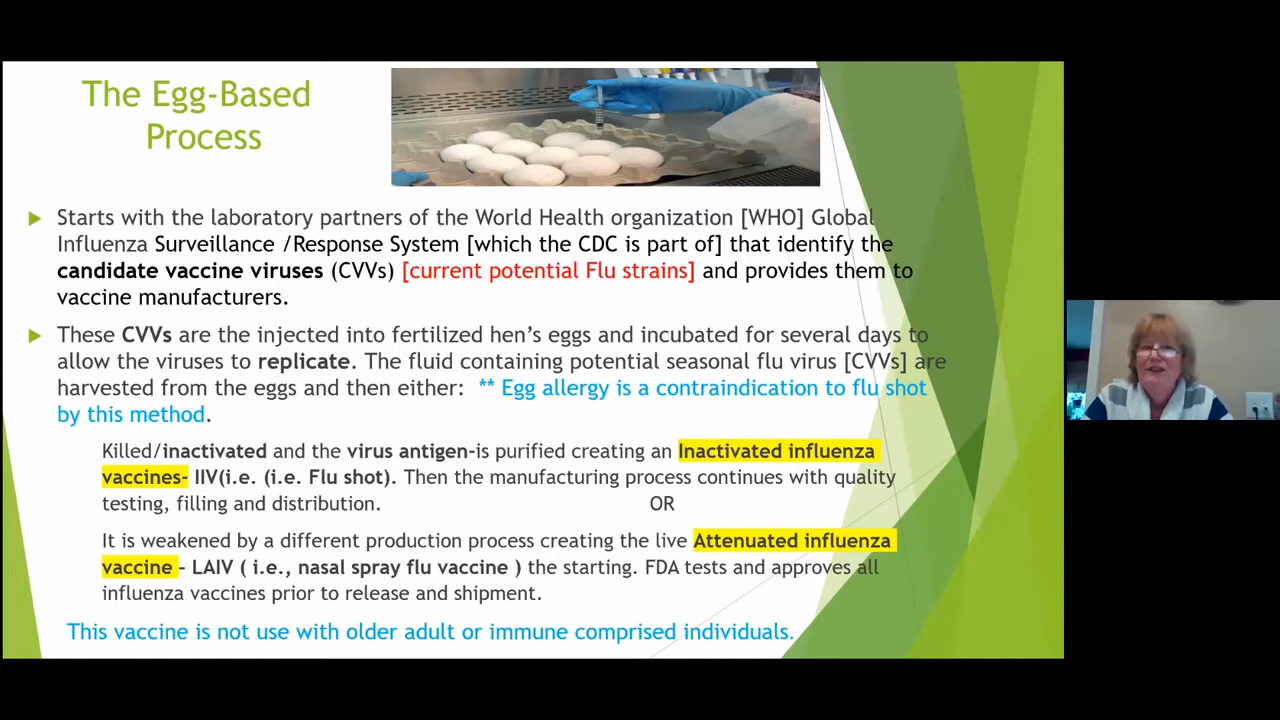 The Egg-Based
Process
Starts with the laboratory partners of the World Health organization [WHO] Global
Influenza Surveillance /Response System [which the CDC is part of] that identify the
candidate vaccine viruses (CVVs) [current potential Flu strains] and provides them to
vaccine manufacturers.
These CVVs are the injected into fertilized hen's eggs and incubated for several days to
allow the viruses to replicate. The fluid containing potential seasonal flu virus [CVVs] are
harvested from the eggs and then either: ** Egg allergy is a contraindication to flu shot
by this method.
Killed/inactivated and the virus antigen-is purified creating an Inactivated influenza
vaccines- IIV(i.e. (i.e. Flu shot). Then the manufacturing process continues with quality
testing, filling and distribution. OR
It is weakened by a different production process creating the live Attenuated influenza
vaccine – LAIV ( i.e., nasal spray flu vaccine ) the starting. FDA tests and approves all
influenza vaccines prior to release and shipment.
This vaccine is not use with older adult or immune comprised individuals.